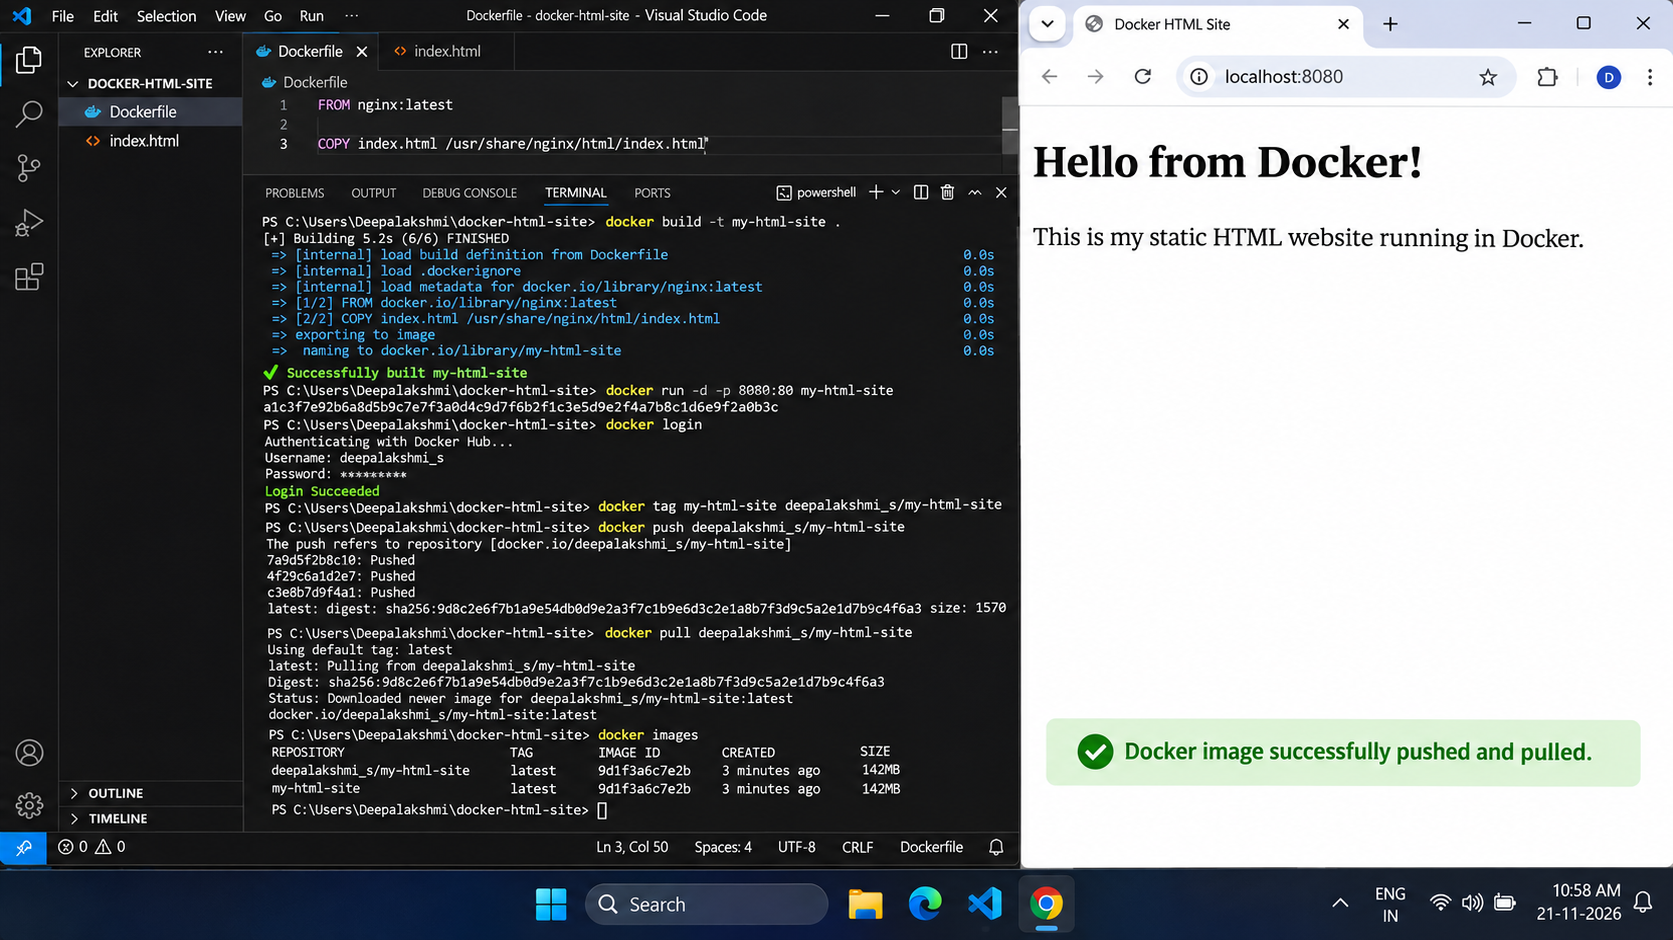 File Edit Selection View Go Run ··· Dockerfile - docker-html-site - Visual Studio Code
EXPLORER ···
DOCKER-HTML-SITE
Dockerfile
index.html
OUTLINE
TIMELINE
Dockerfile index.html ···
Dockerfile
1 FROM nginx:latest
2
3 COPY index.html /usr/share/nginx/html/index.html
PROBLEMS OUTPUT DEBUG CONSOLE TERMINAL PORTS powershell
PS C:\Users\Deepalakshmi\docker-html-site> docker build -t my-html-site .
[+] Building 5.2s (6/6) FINISHED
=> [internal] load build definition from Dockerfile 0.0s
=> [internal] load .dockerignore 0.0s
=> [internal] load metadata for docker.io/library/nginx:latest 0.0s
=> [1/2] FROM docker.io/library/nginx:latest 0.0s
=> [2/2] COPY index.html /usr/share/nginx/html/index.html 0.0s
=> exporting to image 0.0s
=> naming to docker.io/library/my-html-site 0.0s
Successfully built my-html-site
PS C:\Users\Deepalakshmi\docker-html-site> docker run -d -p 8080:80 my-html-site
a1c3f7e92b6a8d5b9c7e7f3a0d4c9d7f6b2f1c3e5d9e2f4a7b8c1d6e9f2a0b3c
PS C:\Users\Deepalakshmi\docker-html-site> docker login
Authenticating with Docker Hub...
Username: deepalakshmi_s
Password: *********
Login Succeeded
PS C:\Users\Deepalakshmi\docker-html-site> docker tag my-html-site deepalakshmi_s/my-html-site
PS C:\Users\Deepalakshmi\docker-html-site> docker push deepalakshmi_s/my-html-site
The push refers to repository [docker.io/deepalakshmi_s/my-html-site]
7a9d5f2b8c10: Pushed
4f29c6a1d2e7: Pushed
c3e8b7d9f4a1: Pushed
latest: digest: sha256:9d8c2e6f7b1a9e54db0d9e2a3f7c1b9e6d3c2e1a8b7f3d9c5a2e1d7b9c4f6a3 size: 1570
PS C:\Users\Deepalakshmi\docker-html-site> docker pull deepalakshmi_s/my-html-site
Using default tag: latest
latest: Pulling from deepalakshmi_s/my-html-site
Digest: sha256:9d8c2e6f7b1a9e54db0d9e2a3f7c1b9e6d3c2e1a8b7f3d9c5a2e1d7b9c4f6a3
Status: Downloaded newer image for deepalakshmi_s/my-html-site:latest
docker.io/deepalakshmi_s/my-html-site:latest
PS C:\Users\Deepalakshmi\docker-html-site> docker images
REPOSITORY TAG IMAGE ID CREATED SIZE
deepalakshmi_s/my-html-site latest 9d1f3a6c7e2b 3 minutes ago 142MB
my-html-site latest 9d1f3a6c7e2b 3 minutes ago 142MB
PS C:\Users\Deepalakshmi\docker-html-site>
0 0 Ln 3, Col 50 Spaces: 4 UTF-8 CRLF Dockerfile
Docker HTML Site
localhost:8080 D
Hello from Docker!
This is my static HTML website running in Docker.
Docker image successfully pushed and pulled.
Search
ENG
IN
10:58 AM
21-11-2026